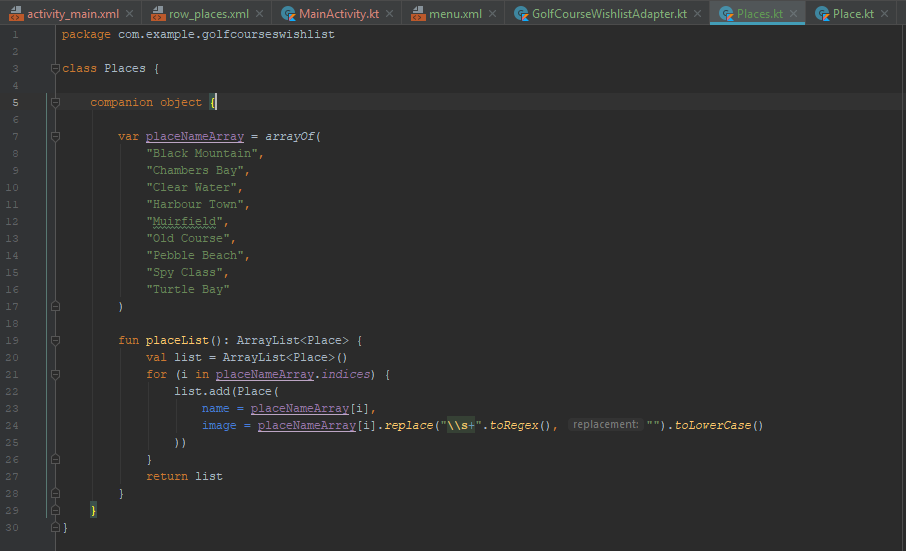 activity_main.xml row_places.xml MainActivity.kt menu.xml GolfCourseWishlistAdapter.kt Places.kt Place.kt
1 package com.example.golfcourseswishlist
2
3 class Places {
4
5 companion object {
6
7 var placeNameArray = arrayOf(
8 "Black Mountain",
9 "Chambers Bay",
10 "Clear Water",
11 "Harbour Town",
12 "Muirfield",
13 "Old Course",
14 "Pebble Beach",
15 "Spy Class",
16 "Turtle Bay"
17 )
18
19 fun placeList(): ArrayList<Place> {
20 val list = ArrayList<Place>()
21 for (i in placeNameArray.indices) {
22 list.add(Place(
23 name = placeNameArray[i],
24 image = placeNameArray[i].replace("\\s+".toRegex(), replacement: "").toLowerCase()
25 ))
26 }
27 return list
28 }
29 }
30 }